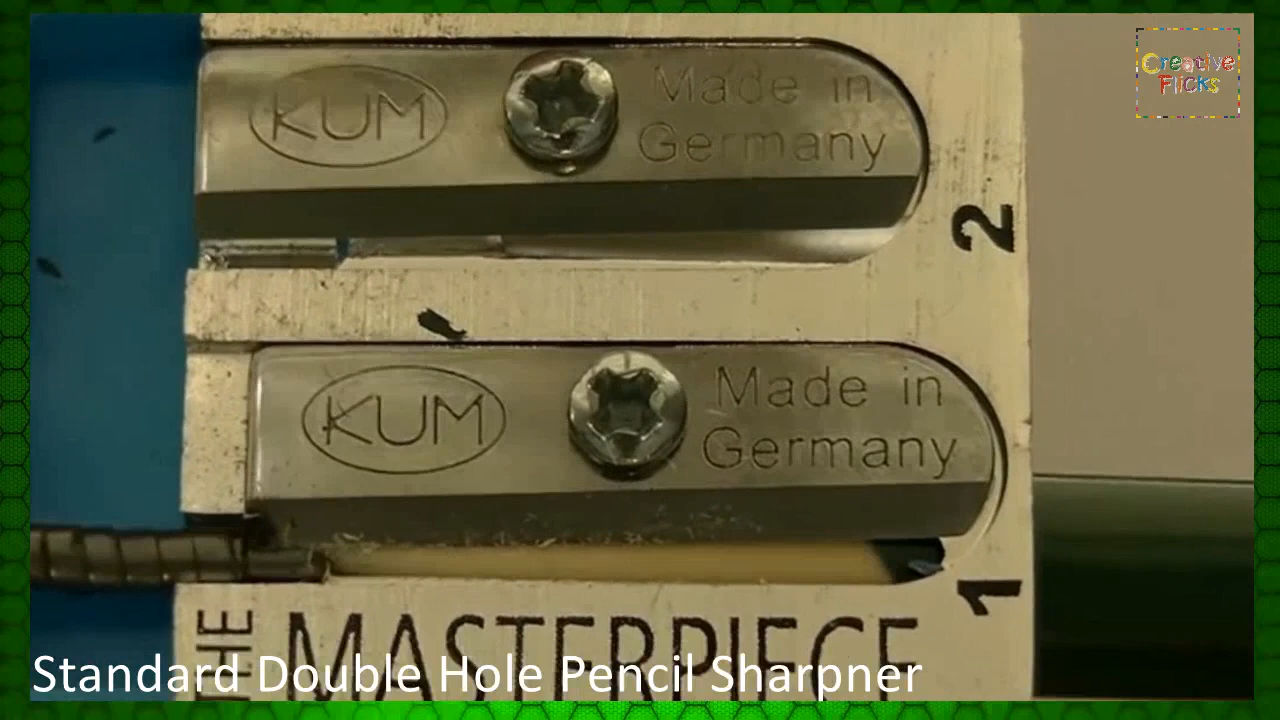 Creative
Flicks
KUM
Made in
Germany
2
KUM
Made in
Germany
1
THE
MASTERPIECE
Standard Double Hole Pencil Sharpner